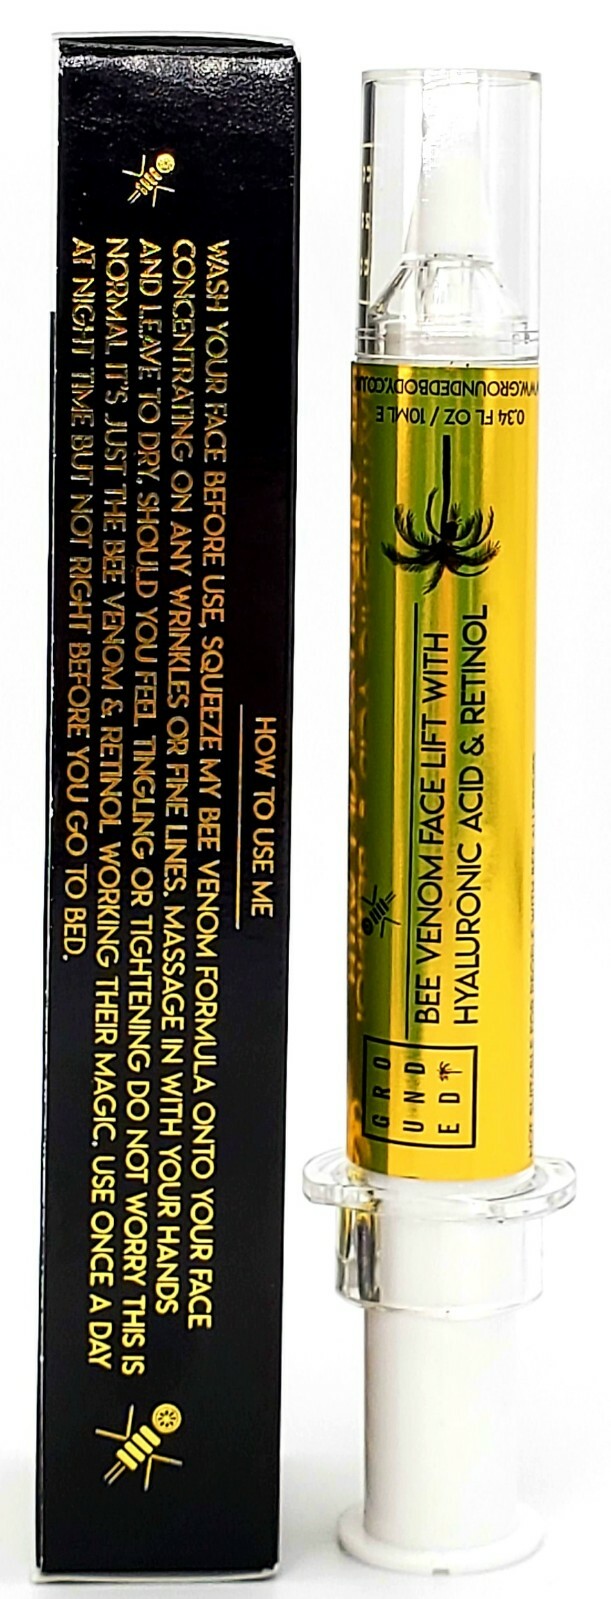 HOW TO USE ME
WASH YOUR FACE BEFORE USE, SQUEEZE MY BEE VENOM FORMULA ONTO YOUR FACE
CONCENTRATING ON ANY WRINKLES OR FINE LINES. MASSAGE IN WITH YOUR HANDS
AND LEAVE TO DRY. SHOULD YOU FEEL TINGLING OR TIGHTENING DO NOT WORRY THIS IS
NORMAL IT'S JUST THE BEE VENOM & RETINOL WORKING THEIR MAGIC. USE ONCE A DAY
AT NIGHT TIME BUT NOT RIGHT BEFORE YOU GO TO BED.
GRO
UND
ED
BEE VENOM FACE LIFT WITH
HYALURONIC ACID & RETINOL
0.34 FL OZ / 10ML E
WWW.GROUNDEDBODY.CO.UK